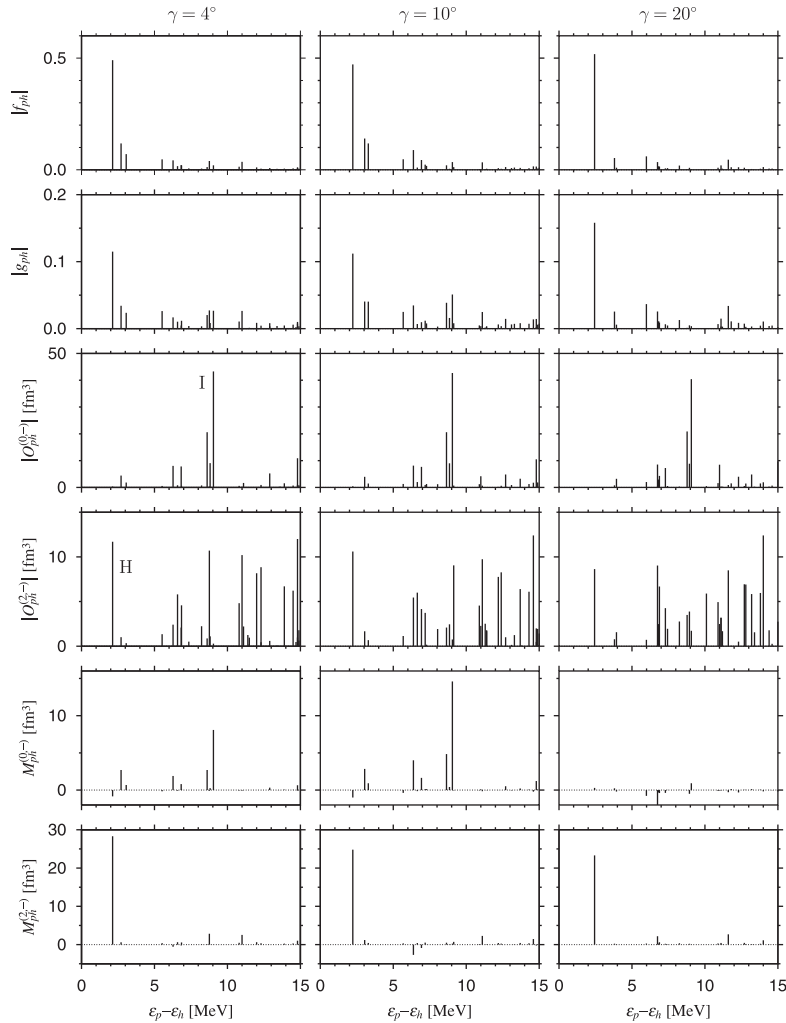 γ = 4° γ = 10° γ = 20°
|f_ph|
0.5
0.0
|g_ph|
0.2
0.1
0.0
|O_ph^(0,−)| [fm³]
50
0
I
|O_ph^(2,−)| [fm³]
10
0
H
M_ph^(0,−) [fm³]
10
0
M_ph^(2,−) [fm³]
30
20
10
0
0 5 10 15 0 5 10 15 0 5 10 15
ε_p−ε_h [MeV] ε_p−ε_h [MeV] ε_p−ε_h [MeV]